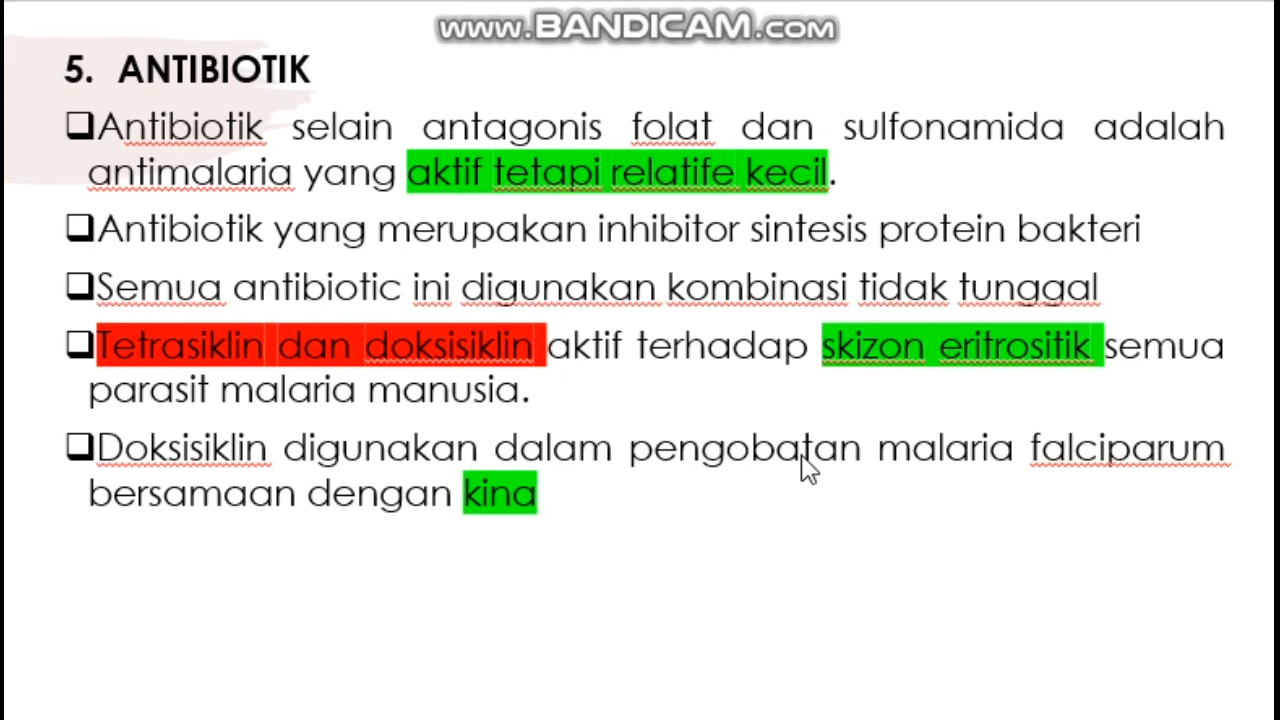 www.BANDICAM.com
5. ANTIBIOTIK
❑Antibiotik selain antagonis folat dan sulfonamida adalah
antimalaria yang aktif tetapi relatife kecil.
❑Antibiotik yang merupakan inhibitor sintesis protein bakteri
❑Semua antibiotic ini digunakan kombinasi tidak tunggal
❑Tetrasiklin dan doksisiklin aktif terhadap skizon eritrositik semua
parasit malaria manusia.
❑Doksisiklin digunakan dalam pengobatan malaria falciparum
bersamaan dengan kina